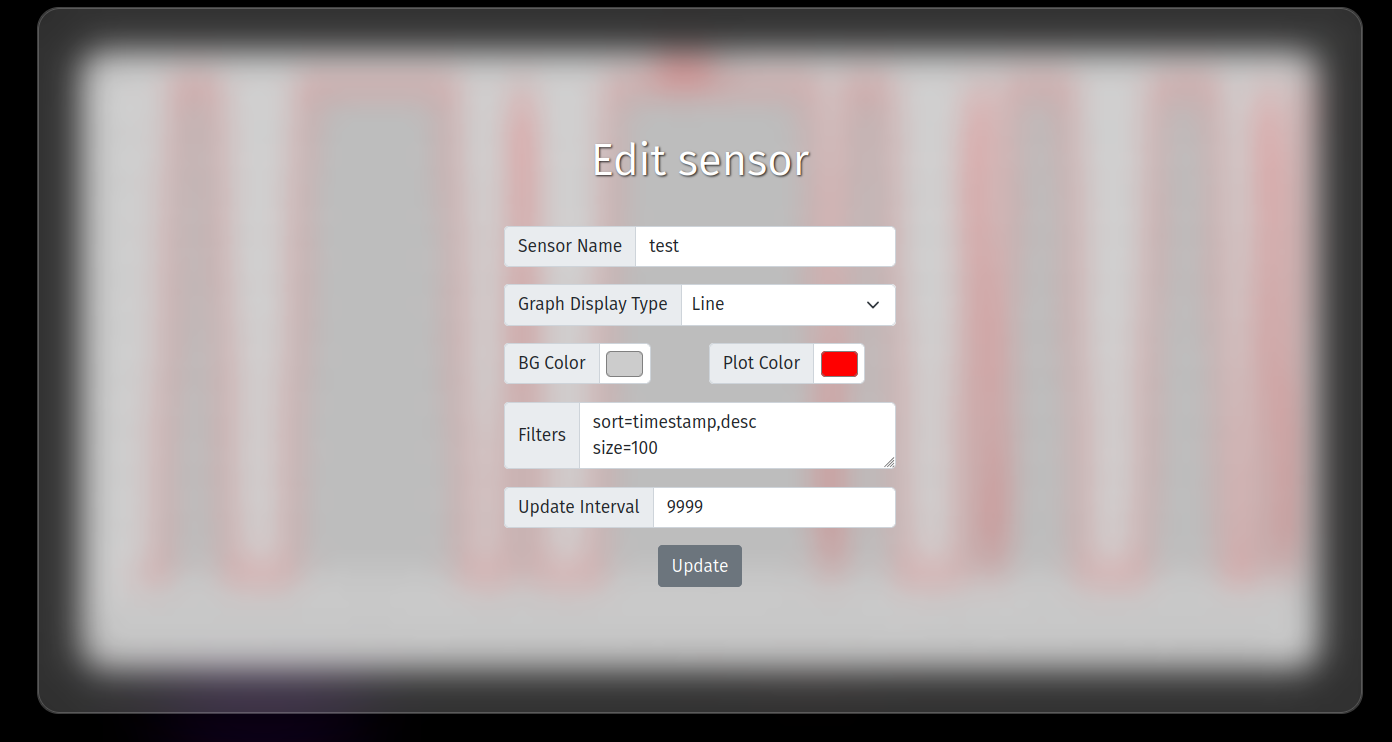 Edit sensor
Sensor Name test
Graph Display Type Line
BG Color Plot Color
Filters sort=timestamp,desc
size=100
Update Interval 9999
Update